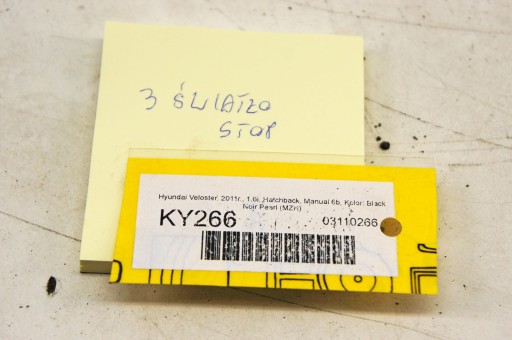 3 ŚWIATŁO
STOP
Hyundai Veloster, 2011r., 1.6i, Hatchback, Manual 6b, Kolor: Black
Noir Pearl (MZH)
KY266 03110266